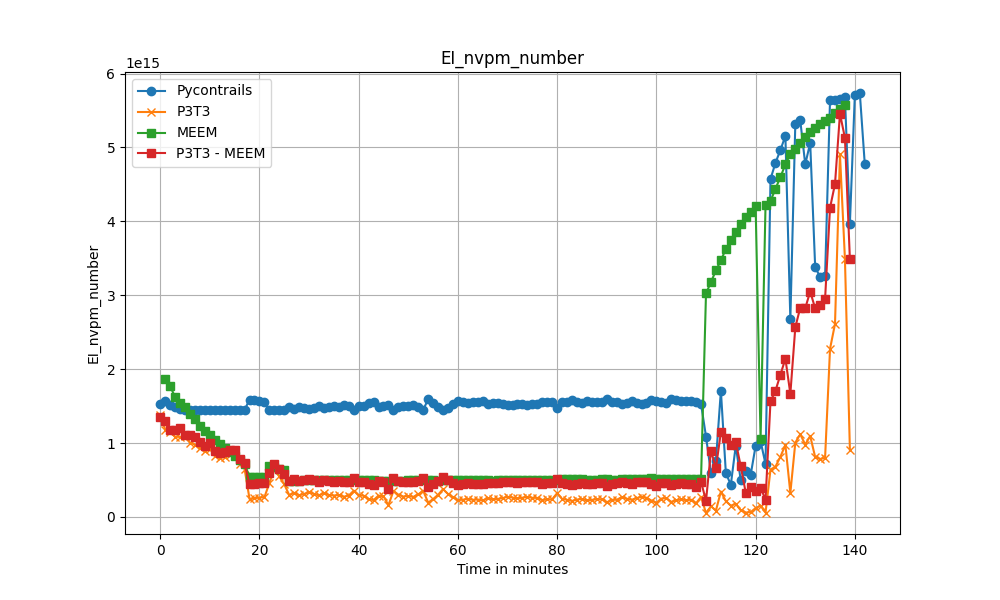 EI_nvpm_number
1e15
6
5
4
3
2
1
0
EI_nvpm_number
Pycontrails
P3T3
MEEM
P3T3 - MEEM
0 20 40 60 80 100 120 140
Time in minutes